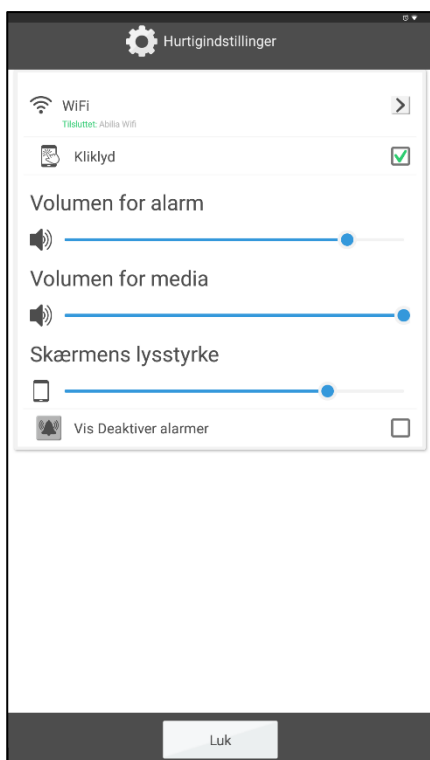 Hurtigindstillinger
WiFi
Tilsluttet: Abilia Wifi
Kliklyd
Volumen for alarm
Volumen for media
Skærmens lysstyrke
Vis Deaktiver alarmer
Luk